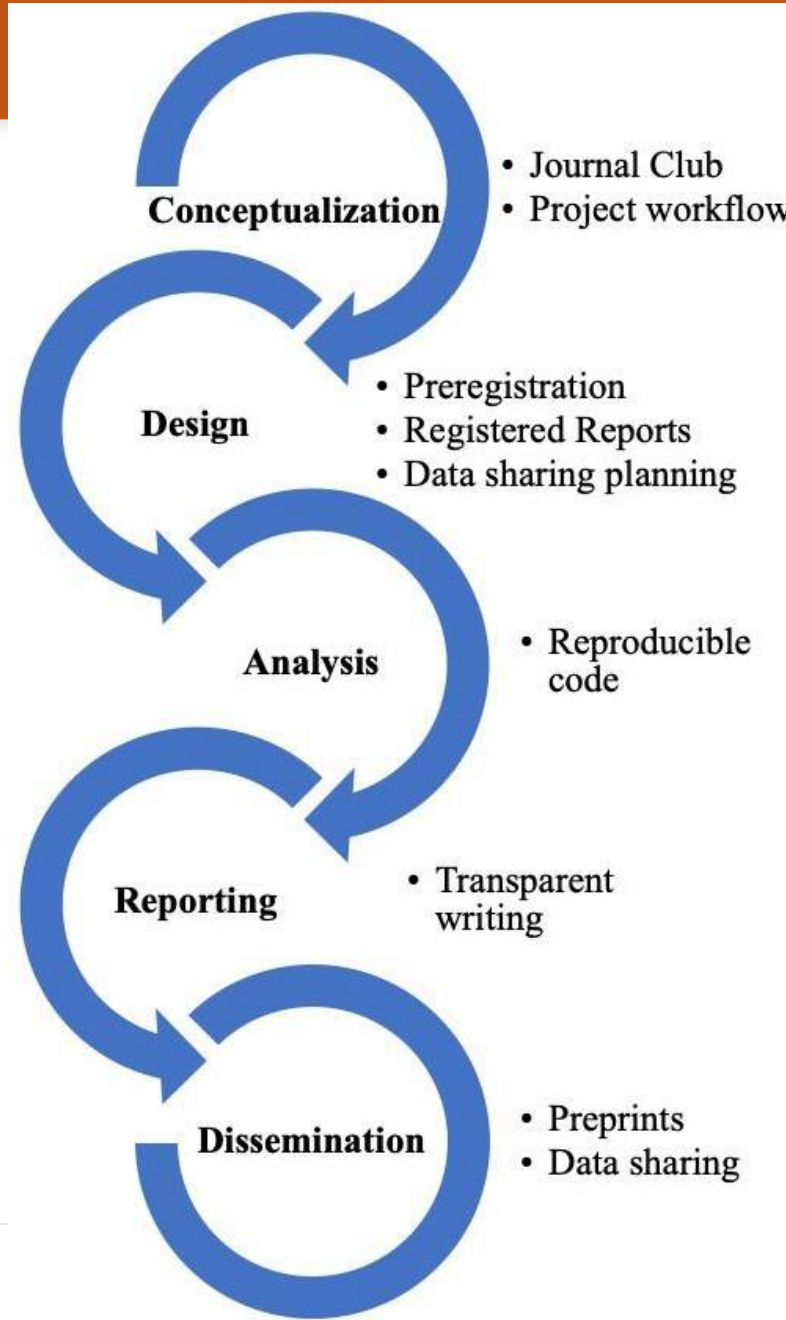 Conceptualization
• Journal Club
• Project workflow
Design
• Preregistration
• Registered Reports
• Data sharing planning
Analysis
• Reproducible
code
Reporting
• Transparent
writing
Dissemination
• Preprints
• Data sharing